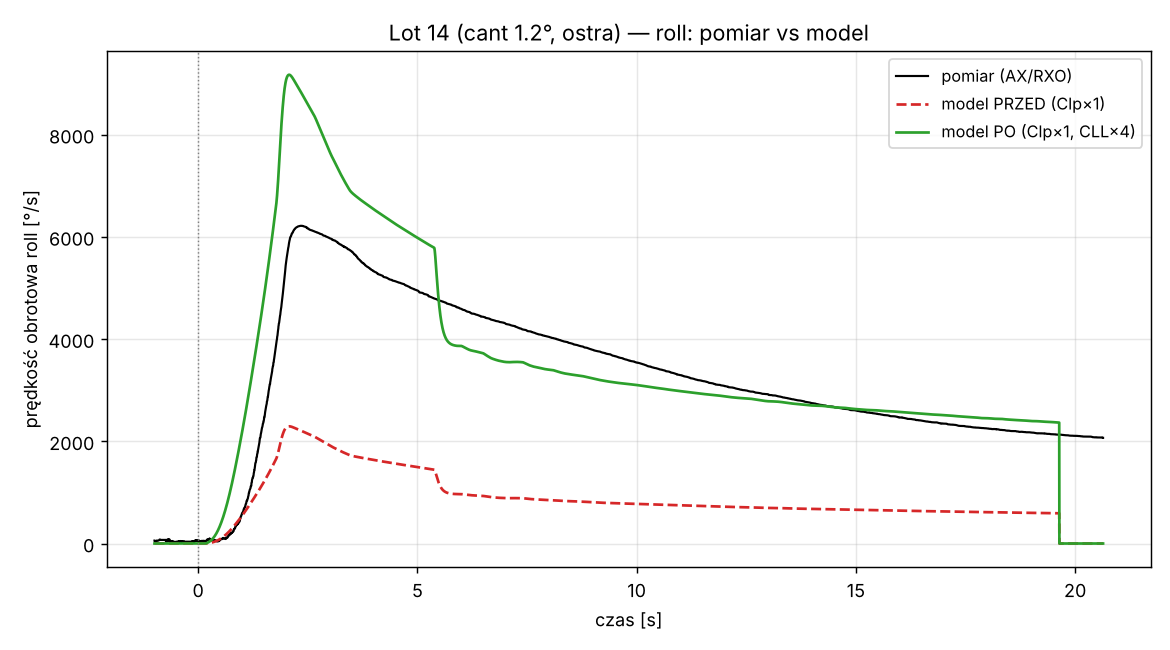 Lot 14 (cant 1.2°, ostra) — roll: pomiar vs model
pomiar (AX/RXO)
model PRZED (Clp×1)
model PO (Clp×1, CLL×4)
prędkość obrotowa roll [°/s]
8000
6000
4000
2000
0
0
5
10
15
20
czas [s]